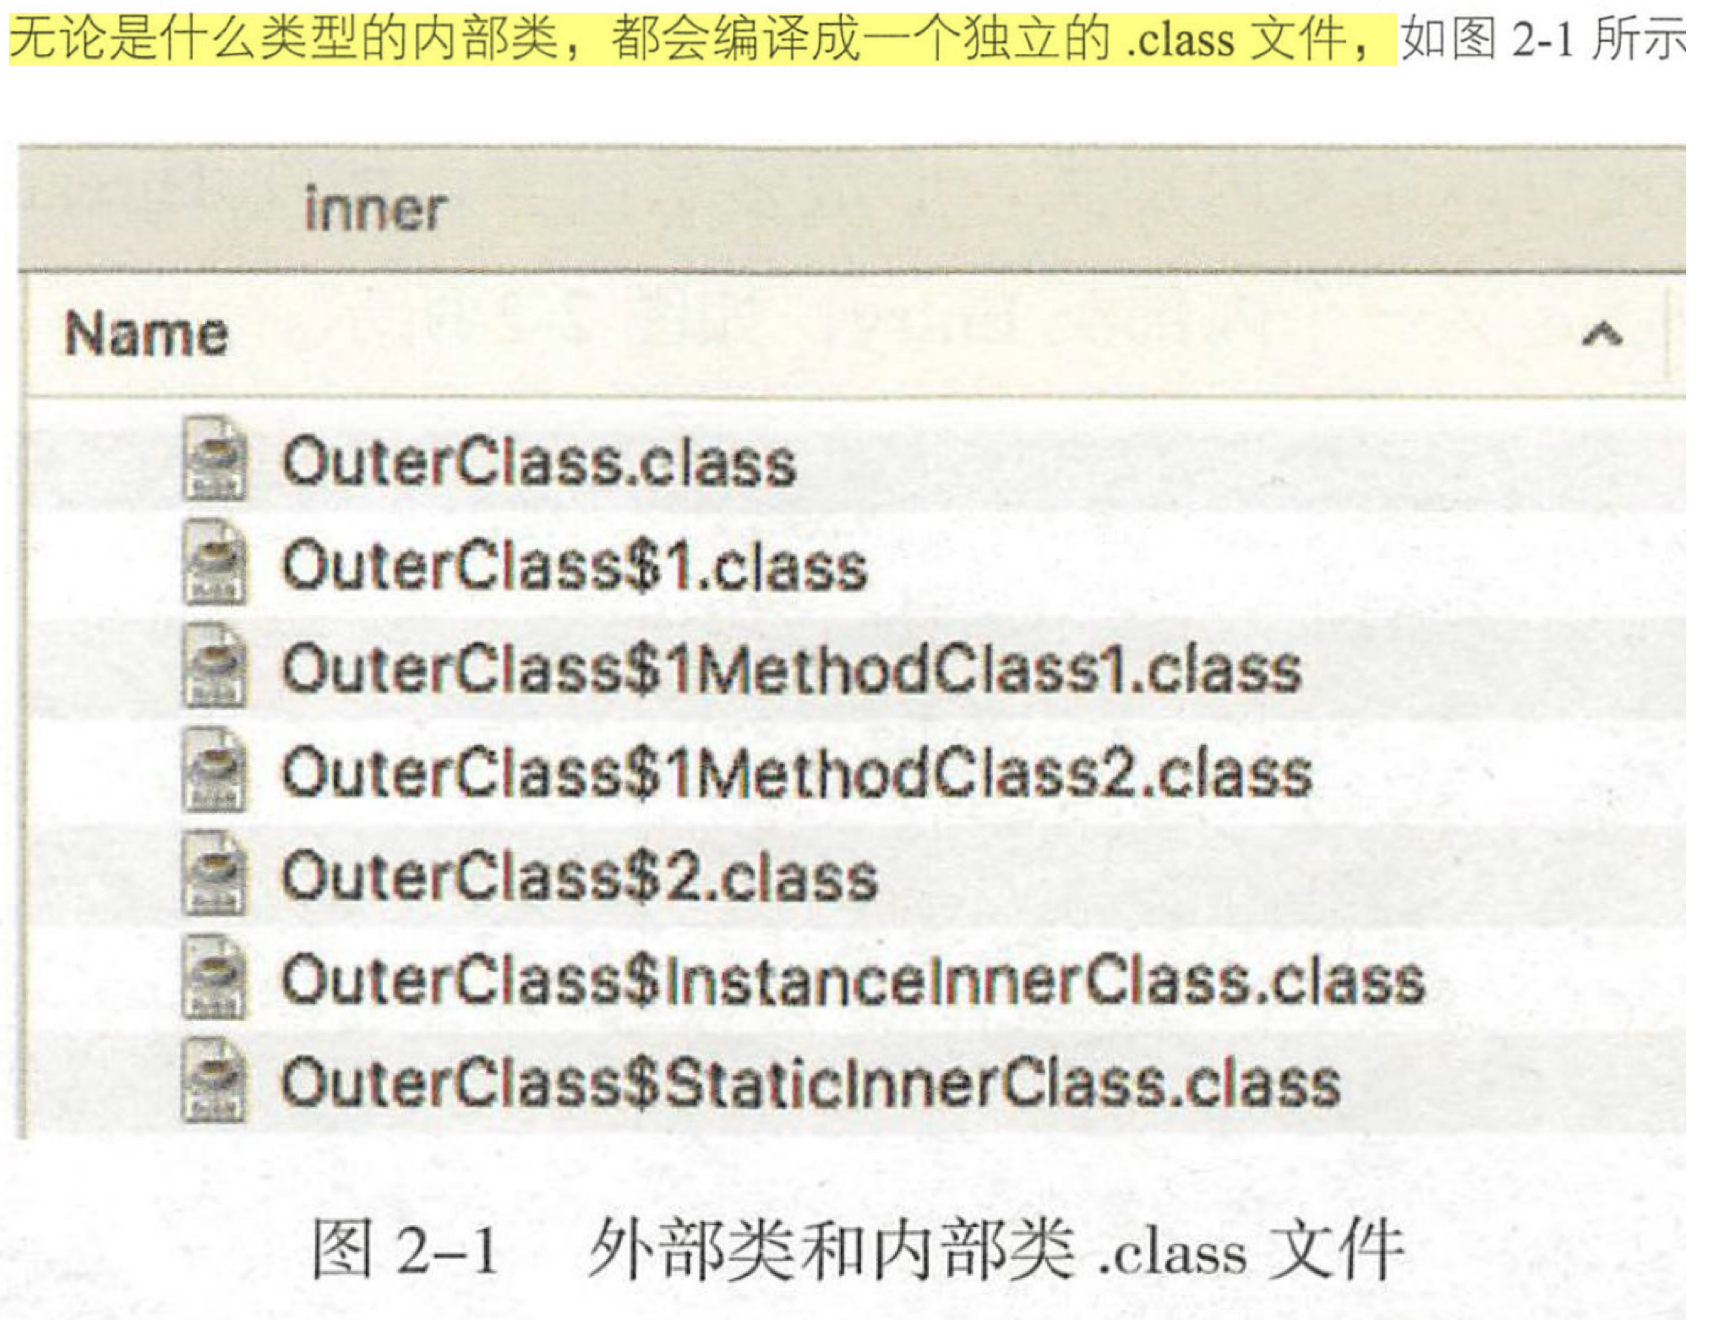 无论是什么类型的内部类，都会编译成一个独立的 .class 文件，如图 2-1 所示
inner
Name
OuterClass.class
OuterClass$1.class
OuterClass$1MethodClass1.class
OuterClass$1MethodClass2.class
OuterClass$2.class
OuterClass$InstanceInnerClass.class
OuterClass$StaticInnerClass.class
图 2-1 外部类和内部类 .class 文件